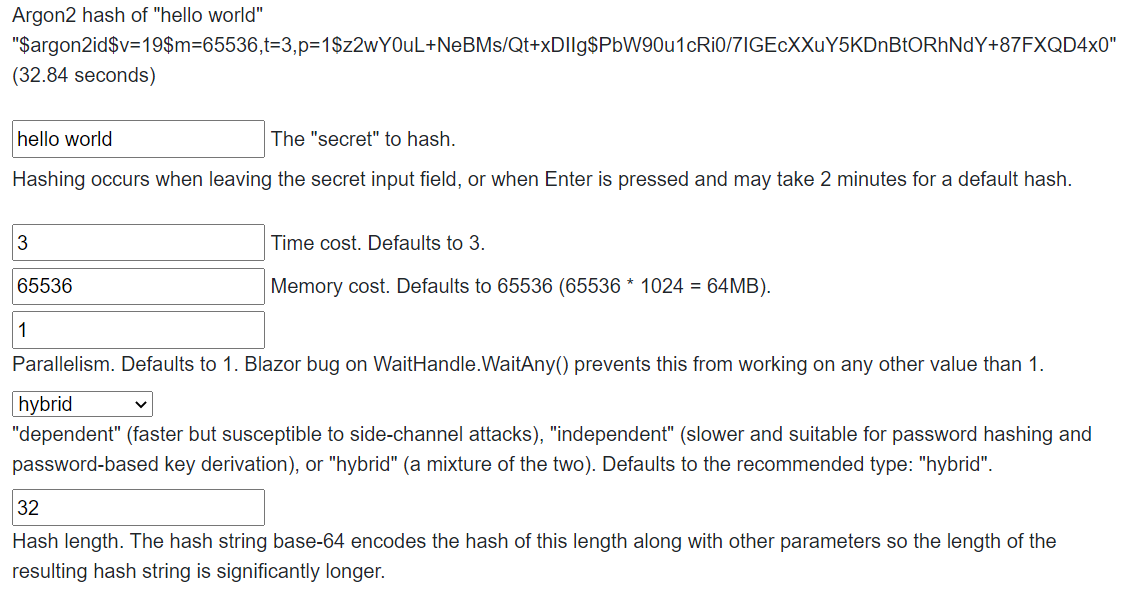 Argon2 hash of "hello world"
"$argon2id$v=19$m=65536,t=3,p=1$z2wY0uL+NeBMs/Qt+xDIlg$PbW90u1cRi0/7IGEcXXuY5KDnBtORhNdY+87FXQD4x0"
(32.84 seconds)
hello world The "secret" to hash.
Hashing occurs when leaving the secret input field, or when Enter is pressed and may take 2 minutes for a default hash.
3 Time cost. Defaults to 3.
65536 Memory cost. Defaults to 65536 (65536 * 1024 = 64MB).
1
Parallelism. Defaults to 1. Blazor bug on WaitHandle.WaitAny() prevents this from working on any other value than 1.
hybrid
"dependent" (faster but susceptible to side-channel attacks), "independent" (slower and suitable for password hashing and
password-based key derivation), or "hybrid" (a mixture of the two). Defaults to the recommended type: "hybrid".
32
Hash length. The hash string base-64 encodes the hash of this length along with other parameters so the length of the
resulting hash string is significantly longer.